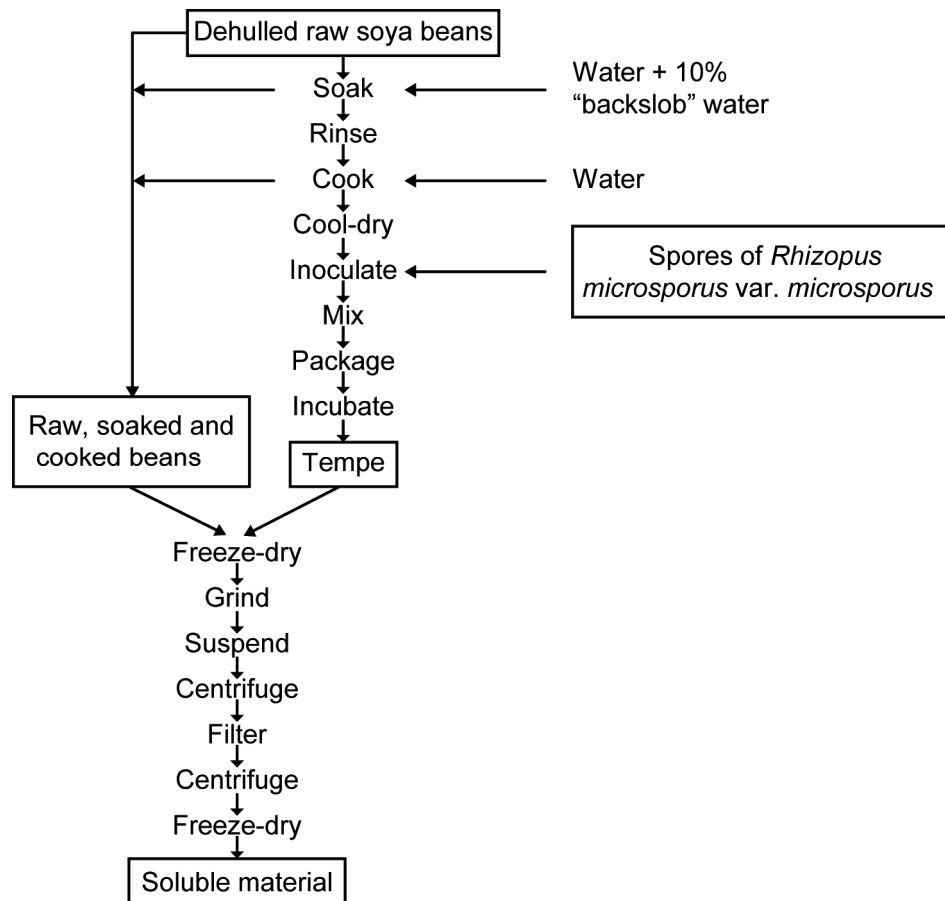 Dehulled raw soya beans
Soak
Water + 10%
“backslob” water
Rinse
Cook
Water
Cool-dry
Inoculate
Spores of Rhizopus
microsporus var. microsporus
Mix
Package
Incubate
Raw, soaked and
cooked beans
Tempe
Freeze-dry
Grind
Suspend
Centrifuge
Filter
Centrifuge
Freeze-dry
Soluble material